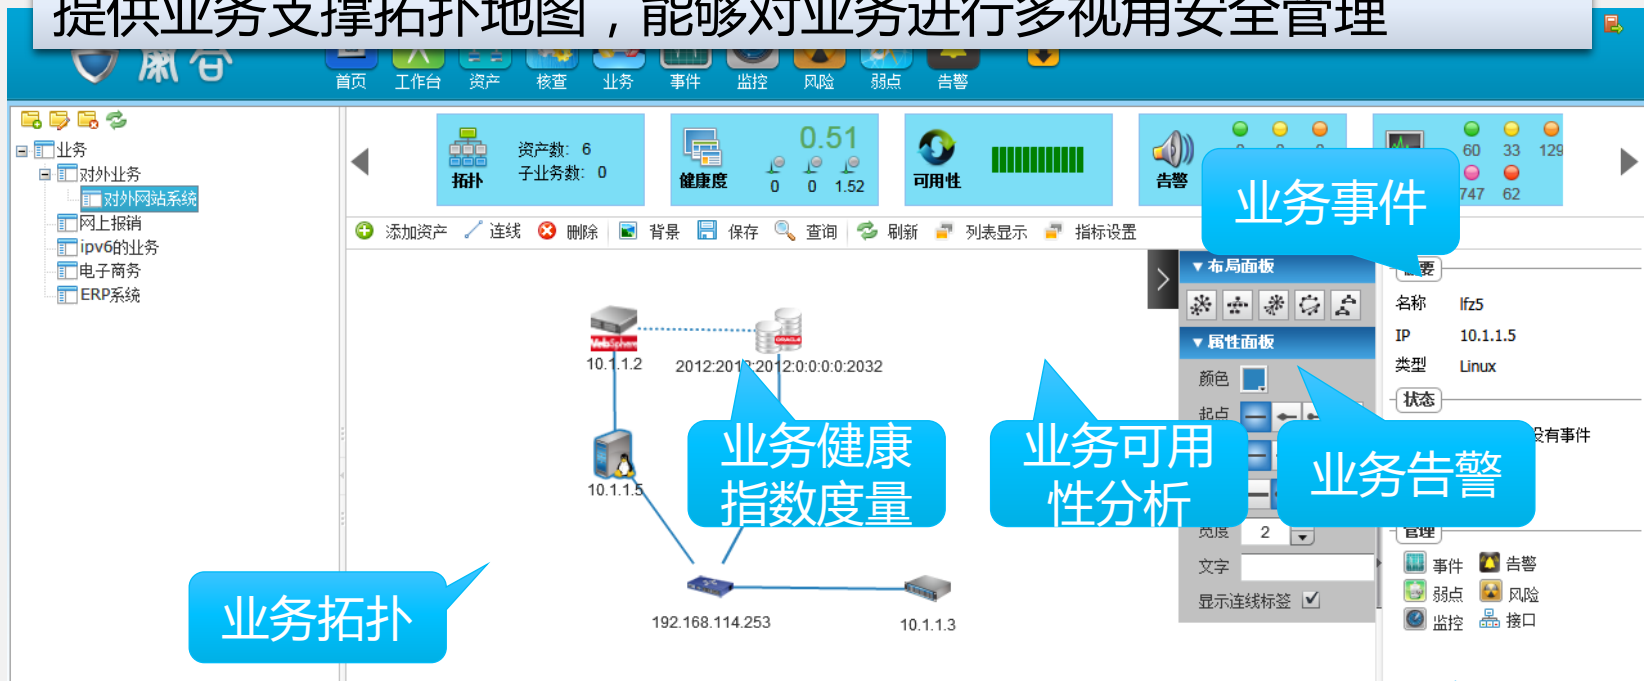 提供业务支撑拓扑地图，能够对业务进行多视用安全管理
首页 工作台 资产 核查 业务 事件 监控 风险 弱点 告警
业务
对外业务
对外网站系统
网上报销
ipv6的业务
电子商务
ERP系统
拓扑
资产数: 6
子业务数: 0
健康度
0.51
0 0 1.52
可用性
告警
60 33 129
747 62
添加资产 连线 删除 背景 保存 查询 刷新 列表显示 指标设置
WebSphere
10.1.1.2
ORACLE
2012:2012:2012:0:0:0:0:2032
10.1.1.5
192.168.114.253
10.1.1.3
业务拓扑
业务健康
指数度量
业务可用
性分析
业务告警
业务事件
布局面板
属性面板
颜色
起点
宽度 2
文字
显示连线标签
名称 lfz5
IP 10.1.1.5
类型 Linux
状态
没有事件
管理
事件 告警
弱点 风险
监控 接口